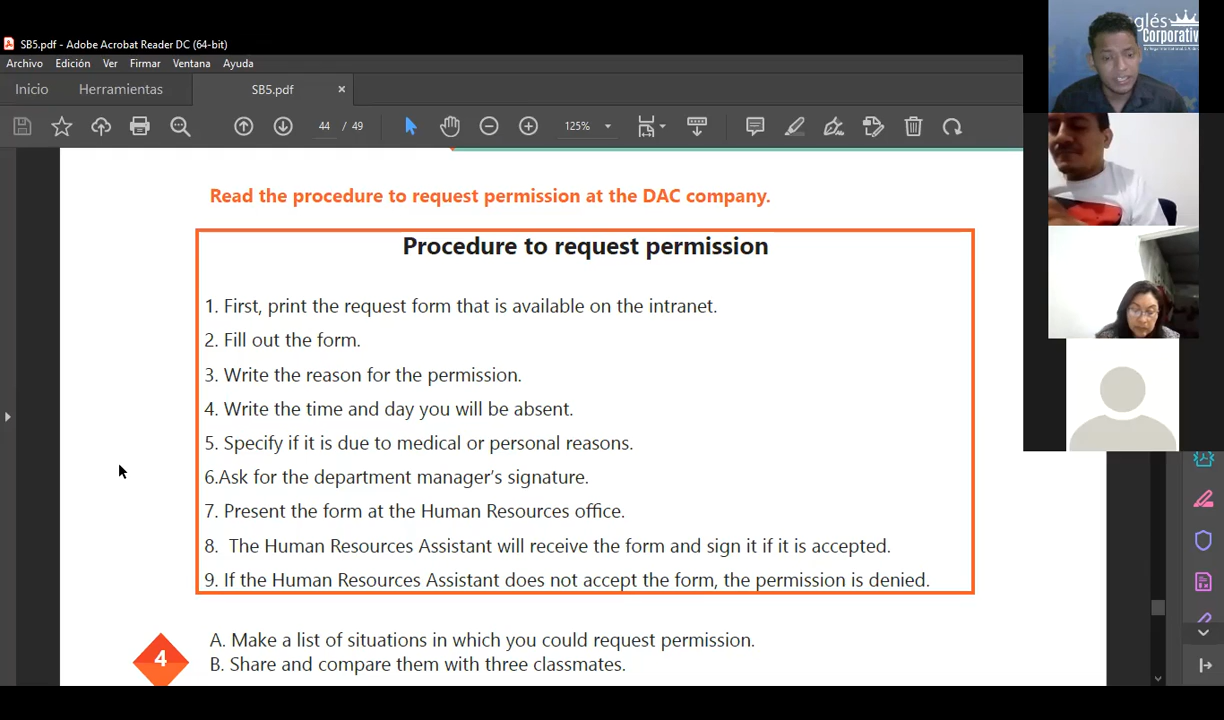 SB5.pdf - Adobe Acrobat Reader DC (64-bit)
Archivo Edición Ver Firmar Ventana Ayuda
Inicio Herramientas SB5.pdf ×
44 / 49 125%
Read the procedure to request permission at the DAC company.
Procedure to request permission
1. First, print the request form that is available on the intranet.
2. Fill out the form.
3. Write the reason for the permission.
4. Write the time and day you will be absent.
5. Specify if it is due to medical or personal reasons.
6.Ask for the department manager’s signature.
7. Present the form at the Human Resources office.
8. The Human Resources Assistant will receive the form and sign it if it is accepted.
9. If the Human Resources Assistant does not accept the form, the permission is denied.
4
A. Make a list of situations in which you could request permission.
B. Share and compare them with three classmates.
glés
Corporativ